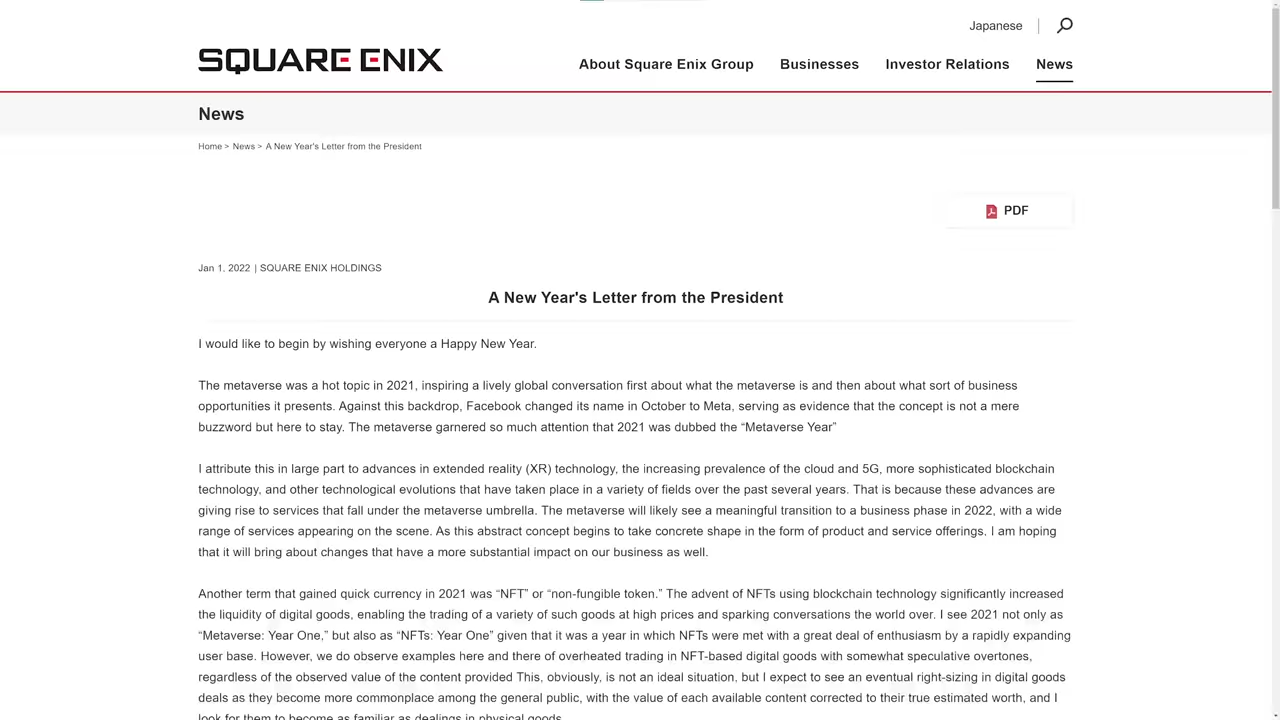 Japanese
SQUARE ENIX
About Square Enix Group Businesses Investor Relations News
News
Home > News > A New Year's Letter from the President
PDF
Jan 1, 2022 | SQUARE ENIX HOLDINGS
A New Year's Letter from the President
I would like to begin by wishing everyone a Happy New Year.
The metaverse was a hot topic in 2021, inspiring a lively global conversation first about what the metaverse is and then about what sort of business
opportunities it presents. Against this backdrop, Facebook changed its name in October to Meta, serving as evidence that the concept is not a mere
buzzword but here to stay. The metaverse garnered so much attention that 2021 was dubbed the “Metaverse Year”
I attribute this in large part to advances in extended reality (XR) technology, the increasing prevalence of the cloud and 5G, more sophisticated blockchain
technology, and other technological evolutions that have taken place in a variety of fields over the past several years. That is because these advances are
giving rise to services that fall under the metaverse umbrella. The metaverse will likely see a meaningful transition to a business phase in 2022, with a wide
range of services appearing on the scene. As this abstract concept begins to take concrete shape in the form of product and service offerings. I am hoping
that it will bring about changes that have a more substantial impact on our business as well.
Another term that gained quick currency in 2021 was “NFT” or “non-fungible token.” The advent of NFTs using blockchain technology significantly increased
the liquidity of digital goods, enabling the trading of a variety of such goods at high prices and sparking conversations the world over. I see 2021 not only as
“Metaverse: Year One,” but also as “NFTs: Year One” given that it was a year in which NFTs were met with a great deal of enthusiasm by a rapidly expanding
user base. However, we do observe examples here and there of overheated trading in NFT-based digital goods with somewhat speculative overtones,
regardless of the observed value of the content provided This, obviously, is not an ideal situation, but I expect to see an eventual right-sizing in digital goods
deals as they become more commonplace among the general public, with the value of each available content corrected to their true estimated worth, and I
look for them to become as familiar as dealings in physical goods.